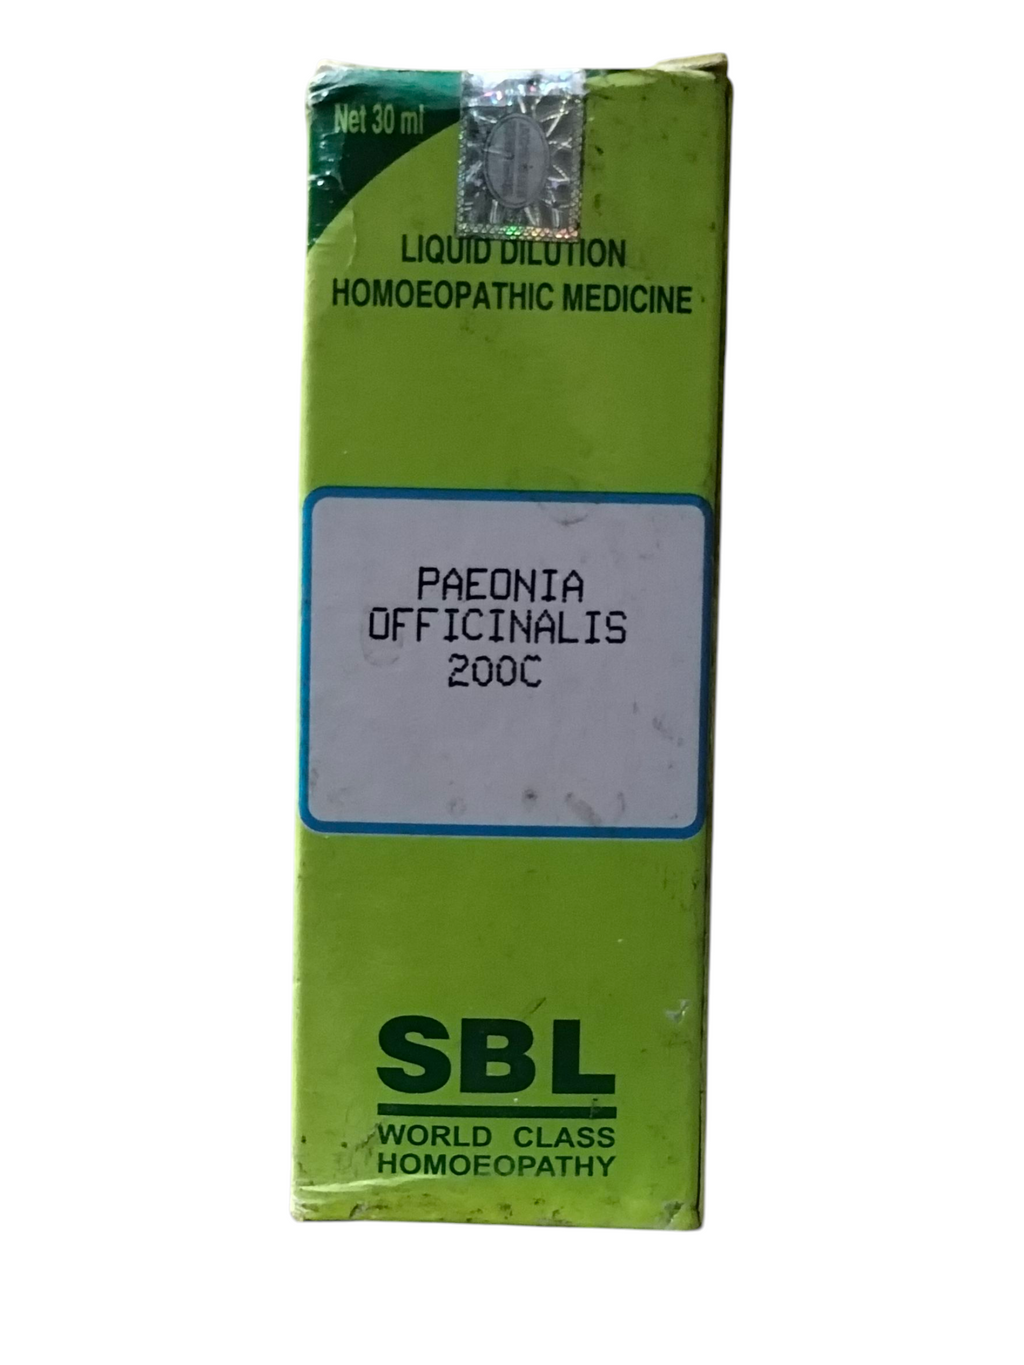 Net 30 ml
LIQUID DILUTION
HOMOEOPATHIC MEDICINE
PAEONIA
OFFICINALIS
200C
SBL
WORLD CLASS
HOMOEOPATHY